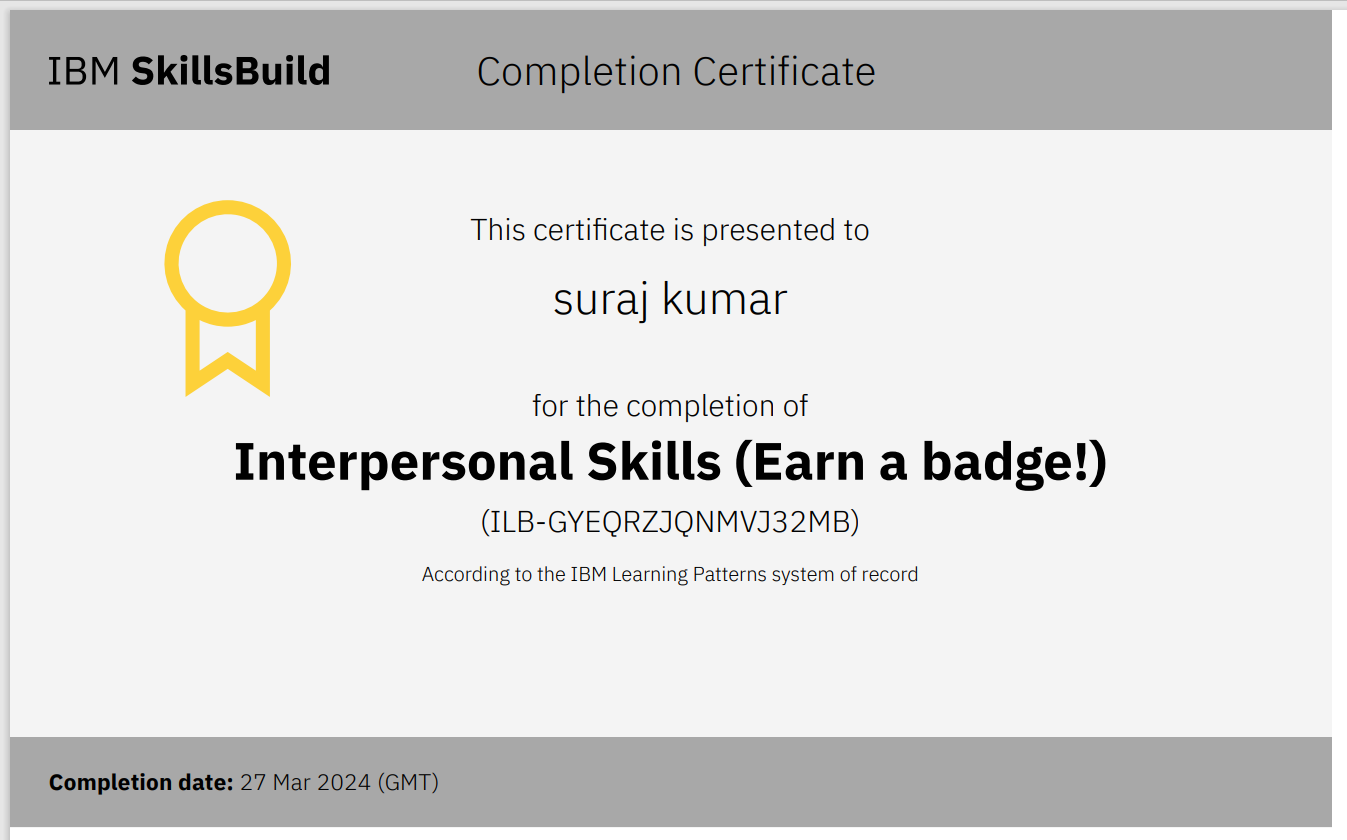 IBM SkillsBuild Completion Certificate
This certificate is presented to
suraj kumar
for the completion of
Interpersonal Skills (Earn a badge!)
(ILB-GYEQRZJQNMVJ32MB)
According to the IBM Learning Patterns system of record
Completion date: 27 Mar 2024 (GMT)